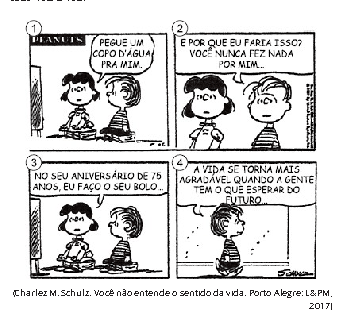 1
PEANUTS
PEGUE UM
COPO D'ÁGUA
PRA MIM.
2
E POR QUE EU FARIA ISSO?
VOCÊ NUNCA FEZ NADA
POR MIM...
3
NO SEU ANIVERSÁRIO DE 75
ANOS, EU FAÇO O SEU BOLO...
4
A VIDA SE TORNA MAIS
AGRADÁVEL QUANDO A GENTE
TEM O QUE ESPERAR DO
FUTURO...
(Charlez M. Schulz. Você não entende o sentido da vida. Porto Alegre: L&PM,
2017)